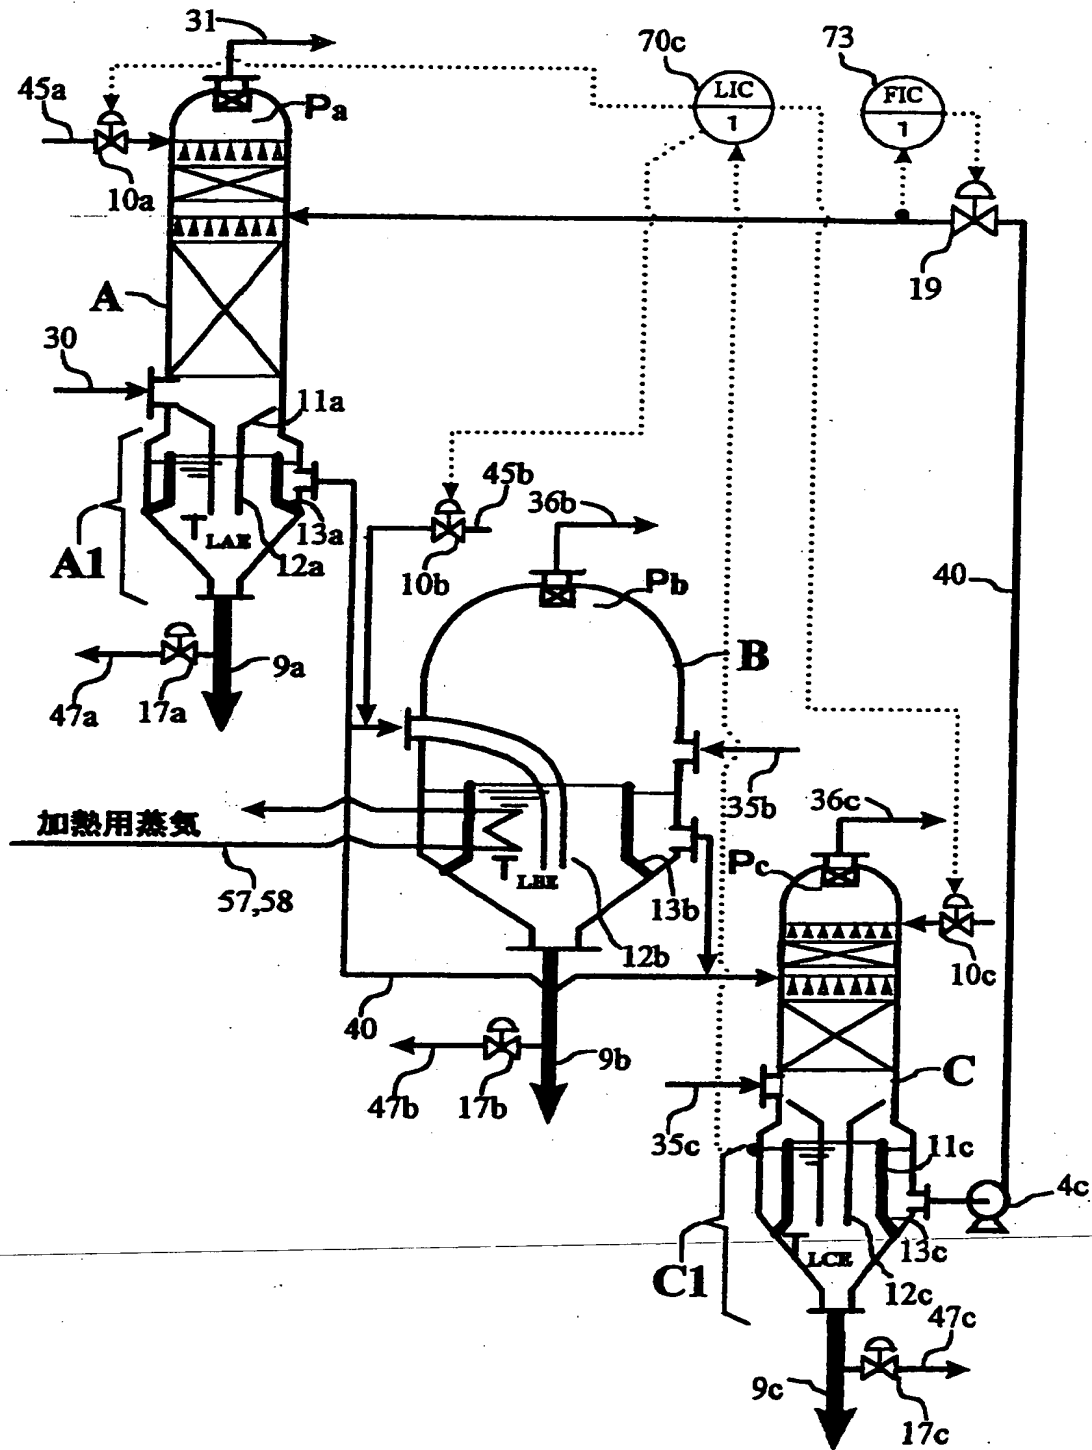 31
70c
73
LIC
1
FIC
1
45a
Pa
10a
19
A
30
11a
45b
36b
13a
TLAE
12a
A1
10b
40
Pb
B
9a
47a
17a
35b
36c
加熱用蒸気
Pc
57,58
TLBE
13b
12b
10c
40
9b
C
47b
17b
35c
11c
4c
13c
TLCE
C1
12c
47c
9c
17c